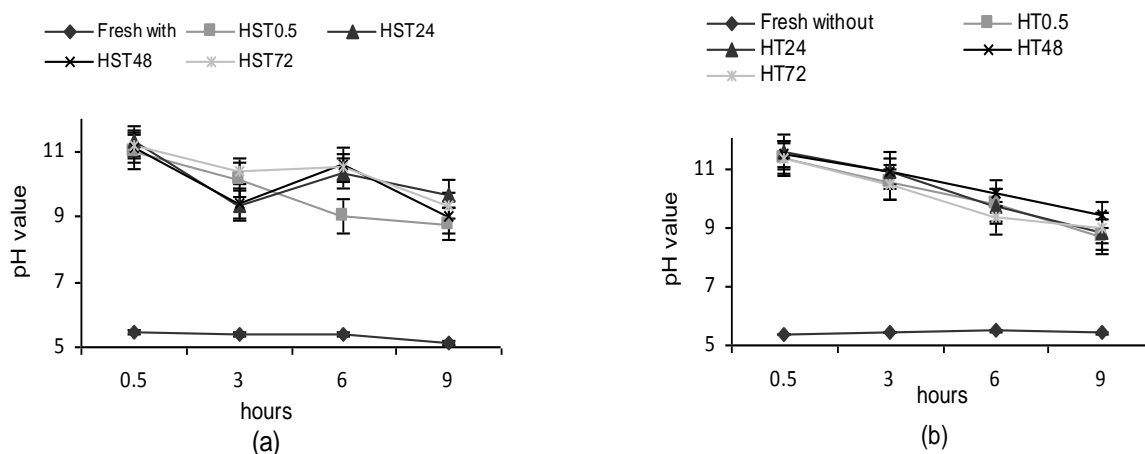 Fresh with HST0.5 HST24
HST48 HST72
11
9
7
5
pH value
0.5 3 6 9
hours
(a)
Fresh without HT0.5
HT24 HT48
HT72
11
9
7
5
pH value
0.5 3 6 9
hours
(b)